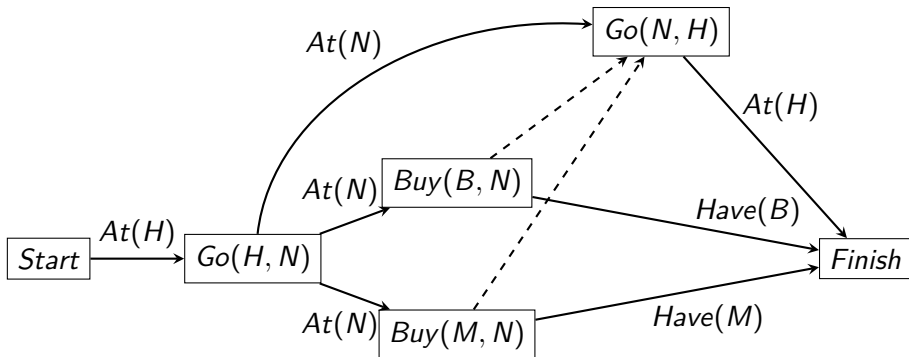 Go(N, H)
At(N)
At(H)
Buy(B, N)
At(N)
Have(B)
At(H)
Start
Go(H, N)
Finish
At(N)
Buy(M, N)
Have(M)